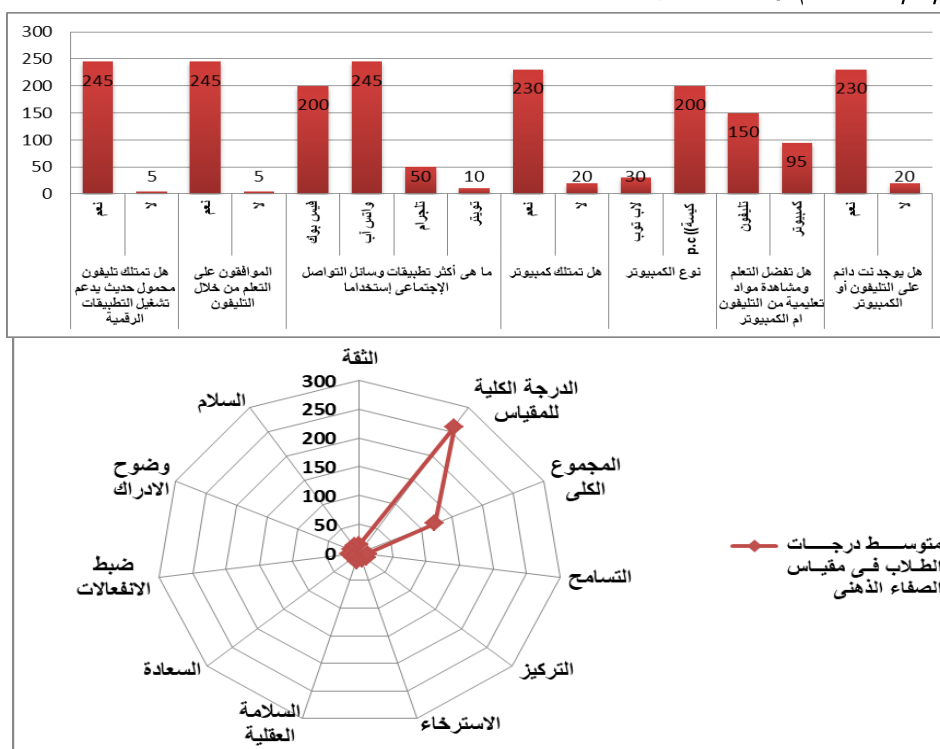 300
250
200
150
100
50
0
245
5
245
5
200
245
50
10
230
20
30
200
150
95
230
20
نعم
لا
نعم
لا
فيس بوك
واتس آب
تلجرام
تويتر
نعم
لا
لاب توب
كيسة)) p.c
تليفون
كمبيوتر
نعم
لا
هل تمتلك تليفون
محمول حديث يدعم
تشغيل التطبيقات
الرقمية
الموافقون على
التعلم من خلال
التليفون
ما هى أكثر تطبيقات وسائل التواصل
الإجتماعى إستخداما
هل تمتلك كمبيوتر
نوع الكمبيوتر
هل تفضل التعلم
ومشاهدة مواد
تعليمية من التليفون
ام الكمبيوتر
هل يوجد نت دائم
على التليفون أو
الكمبيوتر
الثقة
الدرجة الكلية
للمقياس
المجموع
الكلى
التسامح
التركيز
الاسترخاء
السلامة
العقلية
السعادة
ضبط
الانفعالات
وضوح
الادراك
السلام
300
250
200
150
100
50
0
متوســـط درجـــات
الطـلاب فـى مقيـاس
الصفاء الذهنى